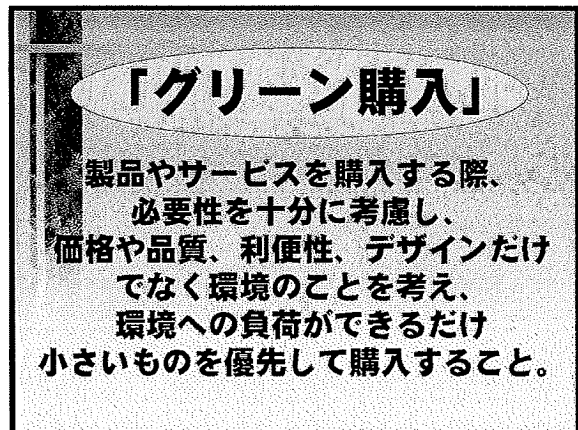 「グリーン購入」
製品やサービスを購入する際、
必要性を十分に考慮し、
価格や品質、利便性、デザインだけ
でなく環境のことを考え、
環境への負荷ができるだけ
小さいものを優先して購入すること。